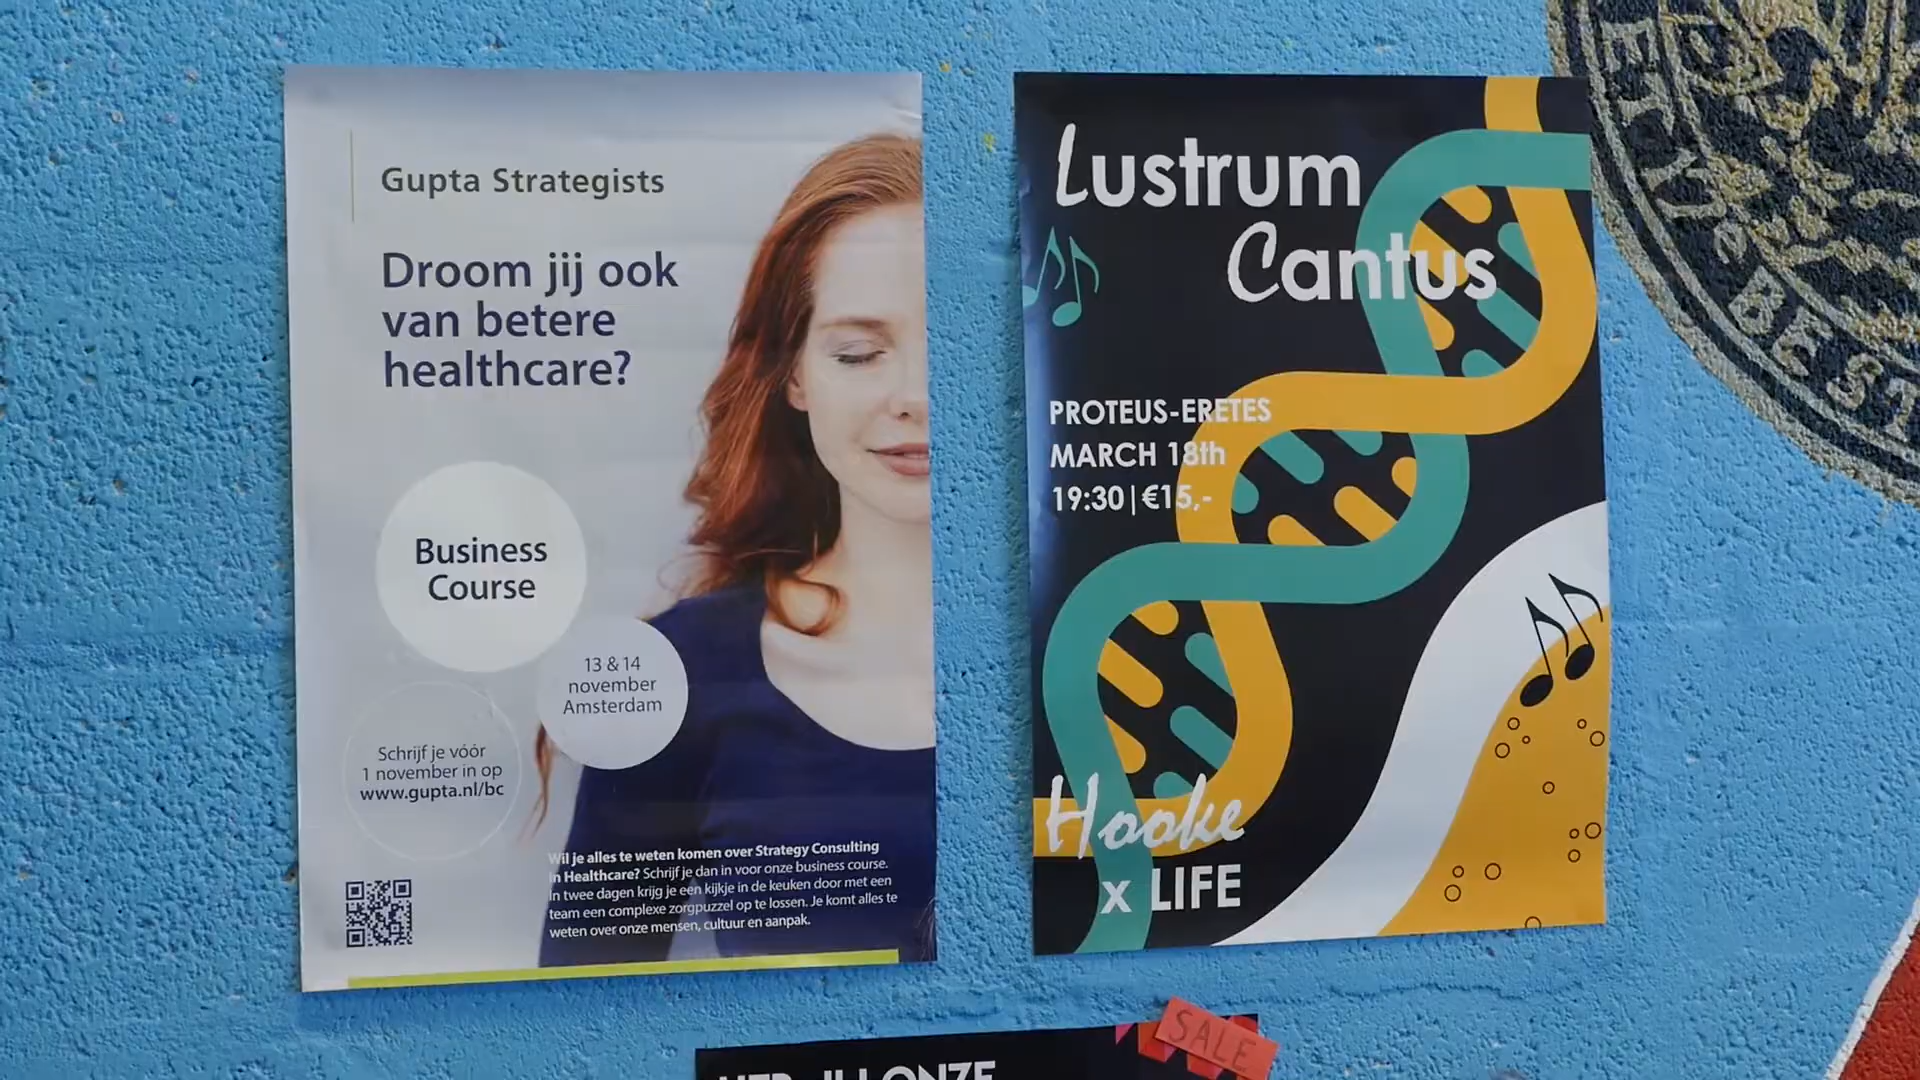 Gupta Strategists
Droom jij ook
van betere
healthcare?
Business
Course
13 & 14
november
Amsterdam
Schrijf je vóór
1 november in op
www.gupta.nl/bc
Wil je alles te weten komen over Strategy Consulting
in Healthcare? Schrijf je dan in voor onze business course.
In twee dagen krijg je een kijkje in de keuken door met een
team een complexe zorgpuzzel op te lossen. Je komt alles te
weten over onze mensen, cultuur en aanpak.
Lustrum
Cantus
PROTEUS-ERETES
MARCH 18th
19:30|€15,-
Hooke
x LIFE
SALE